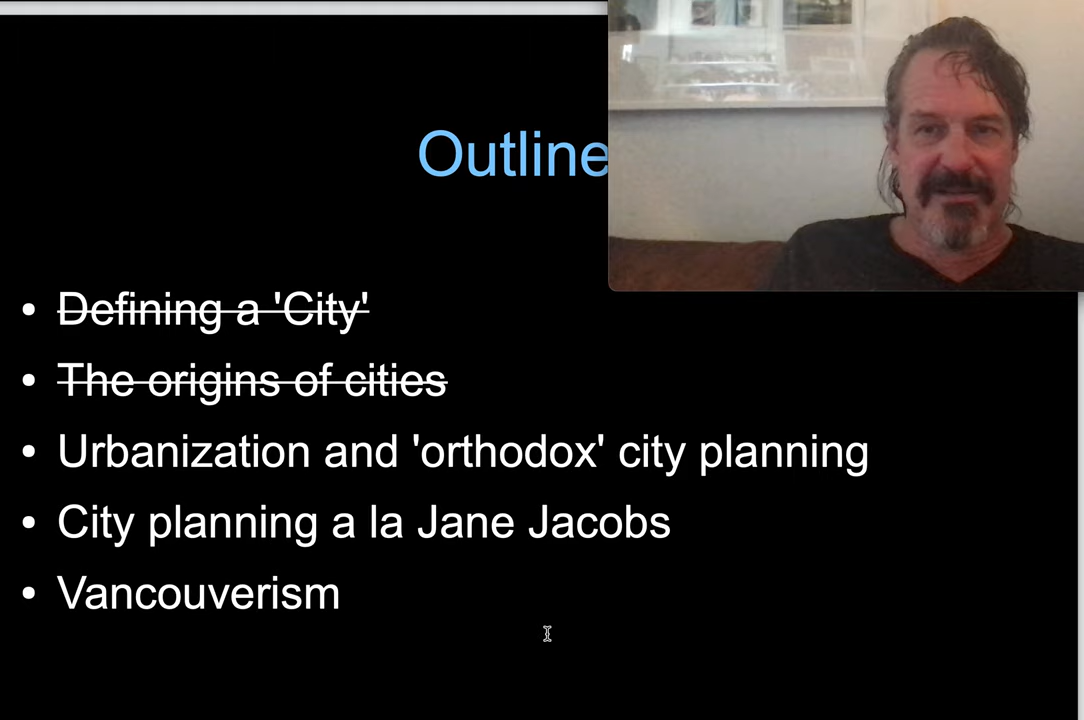 Outline
• Defining a 'City'
• The origins of cities
• Urbanization and 'orthodox' city planning
• City planning a la Jane Jacobs
• Vancouverism